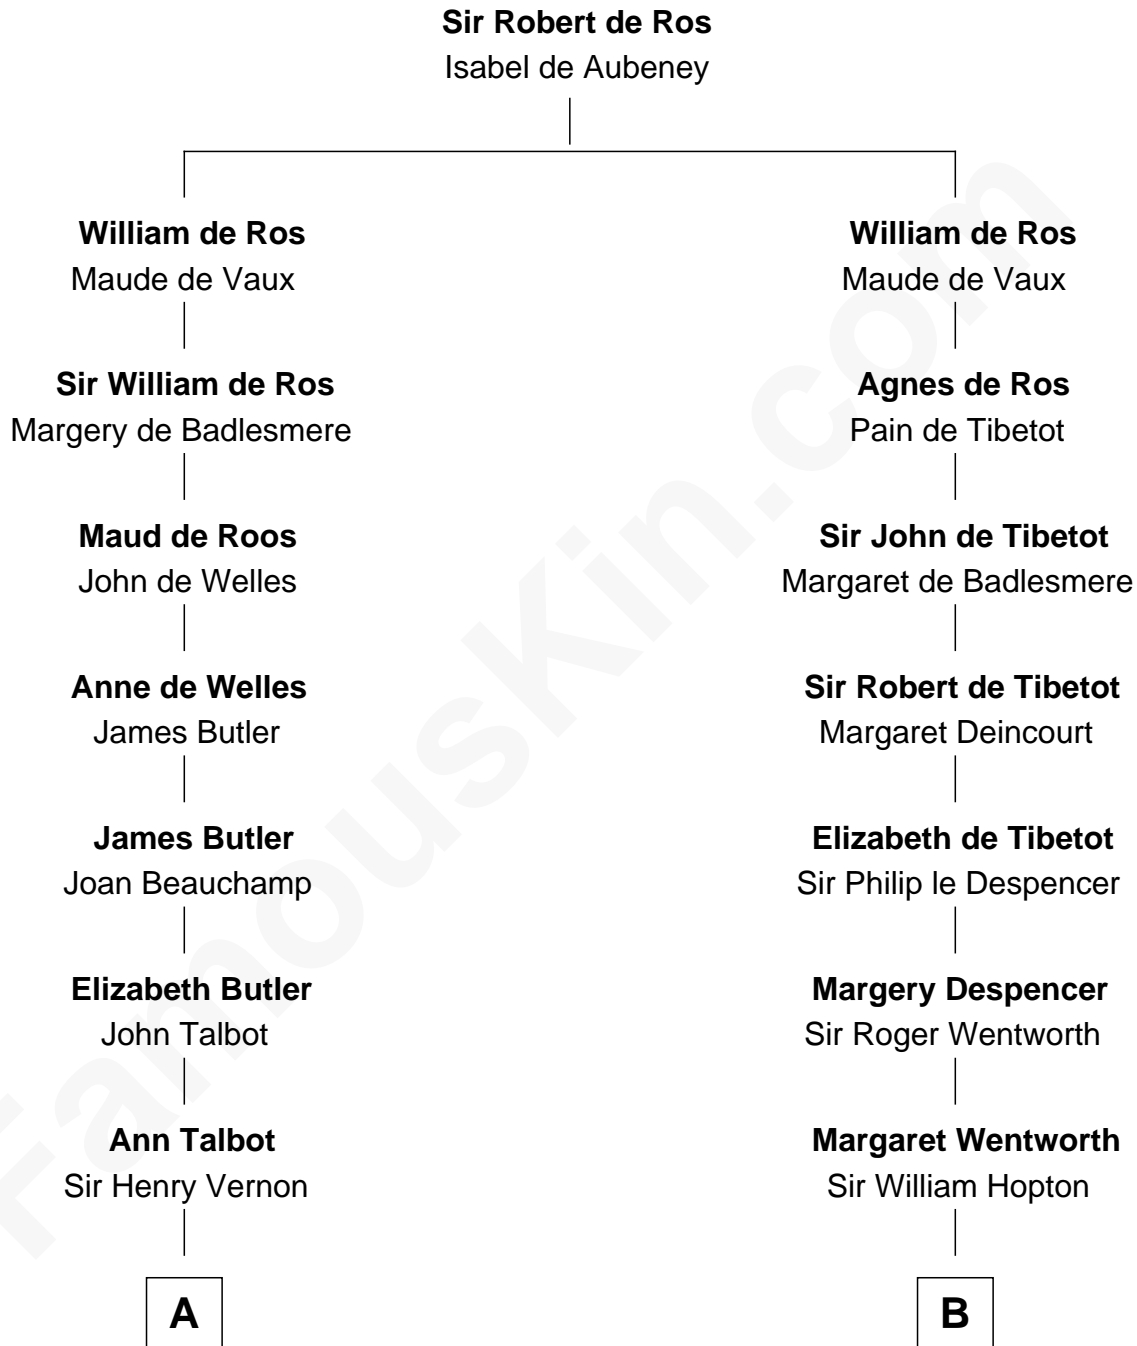 Sir Robert de Ros
Isabel de Aubeney
William de Ros
Maude de Vaux
Sir William de Ros
Margery de Badlesmere
Maud de Roos
John de Welles
Anne de Welles
James Butler
James Butler
Joan Beauchamp
Elizabeth Butler
John Talbot
Ann Talbot
Sir Henry Vernon
A
William de Ros
Maude de Vaux
Agnes de Ros
Pain de Tibetot
Sir John de Tibetot
Margaret de Badlesmere
Sir Robert de Tibetot
Margaret Deincourt
Elizabeth de Tibetot
Sir Philip le Despencer
Margery Despencer
Sir Roger Wentworth
Margaret Wentworth
Sir William Hopton
B
FamousKin.com